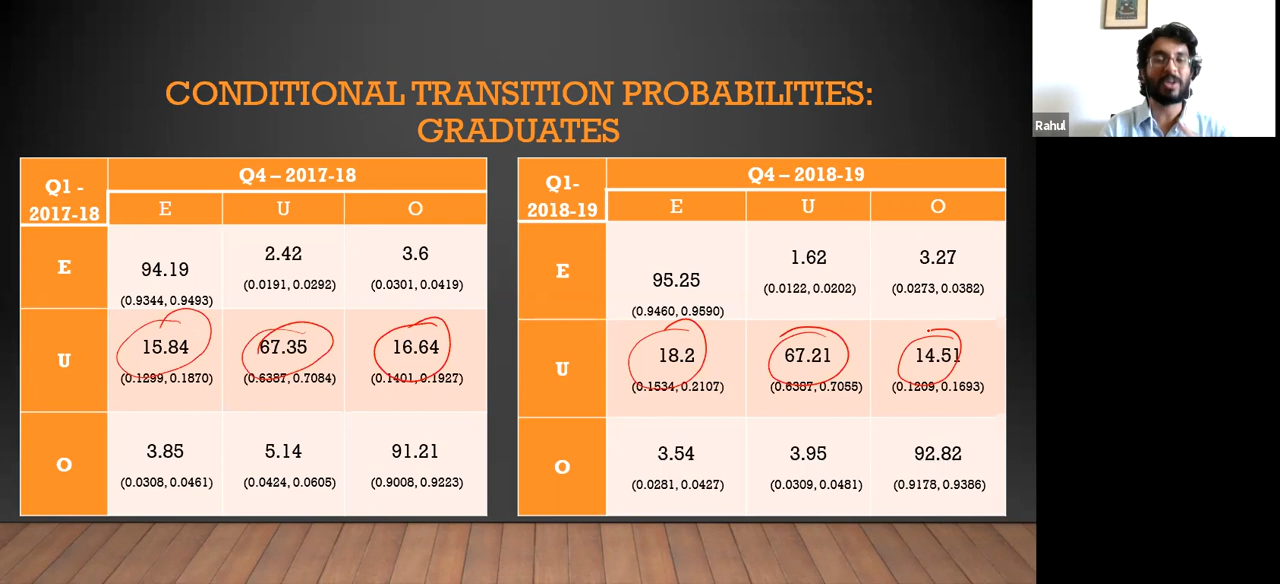 CONDITIONAL TRANSITION PROBABILITIES:
GRADUATES
Q1 -
2017-18
Q4 – 2017-18
E
U
O
E
94.19
(0.9344, 0.9493)
2.42
(0.0191, 0.0292)
3.6
(0.0301, 0.0419)
U
15.84
(0.1299, 0.1870)
67.35
(0.6387, 0.7084)
16.64
(0.1401, 0.1927)
O
3.85
(0.0308, 0.0461)
5.14
(0.0424, 0.0605)
91.21
(0.9008, 0.9223)
Q1-
2018-19
Q4 – 2018-19
E
U
O
E
95.25
(0.9460, 0.9590)
1.62
(0.0122, 0.0202)
3.27
(0.0273, 0.0382)
U
18.2
(0.1534, 0.2107)
67.21
(0.6387, 0.7055)
14.51
(0.1209, 0.1693)
O
3.54
(0.0281, 0.0427)
3.95
(0.0309, 0.0481)
92.82
(0.9178, 0.9386)
Rahul